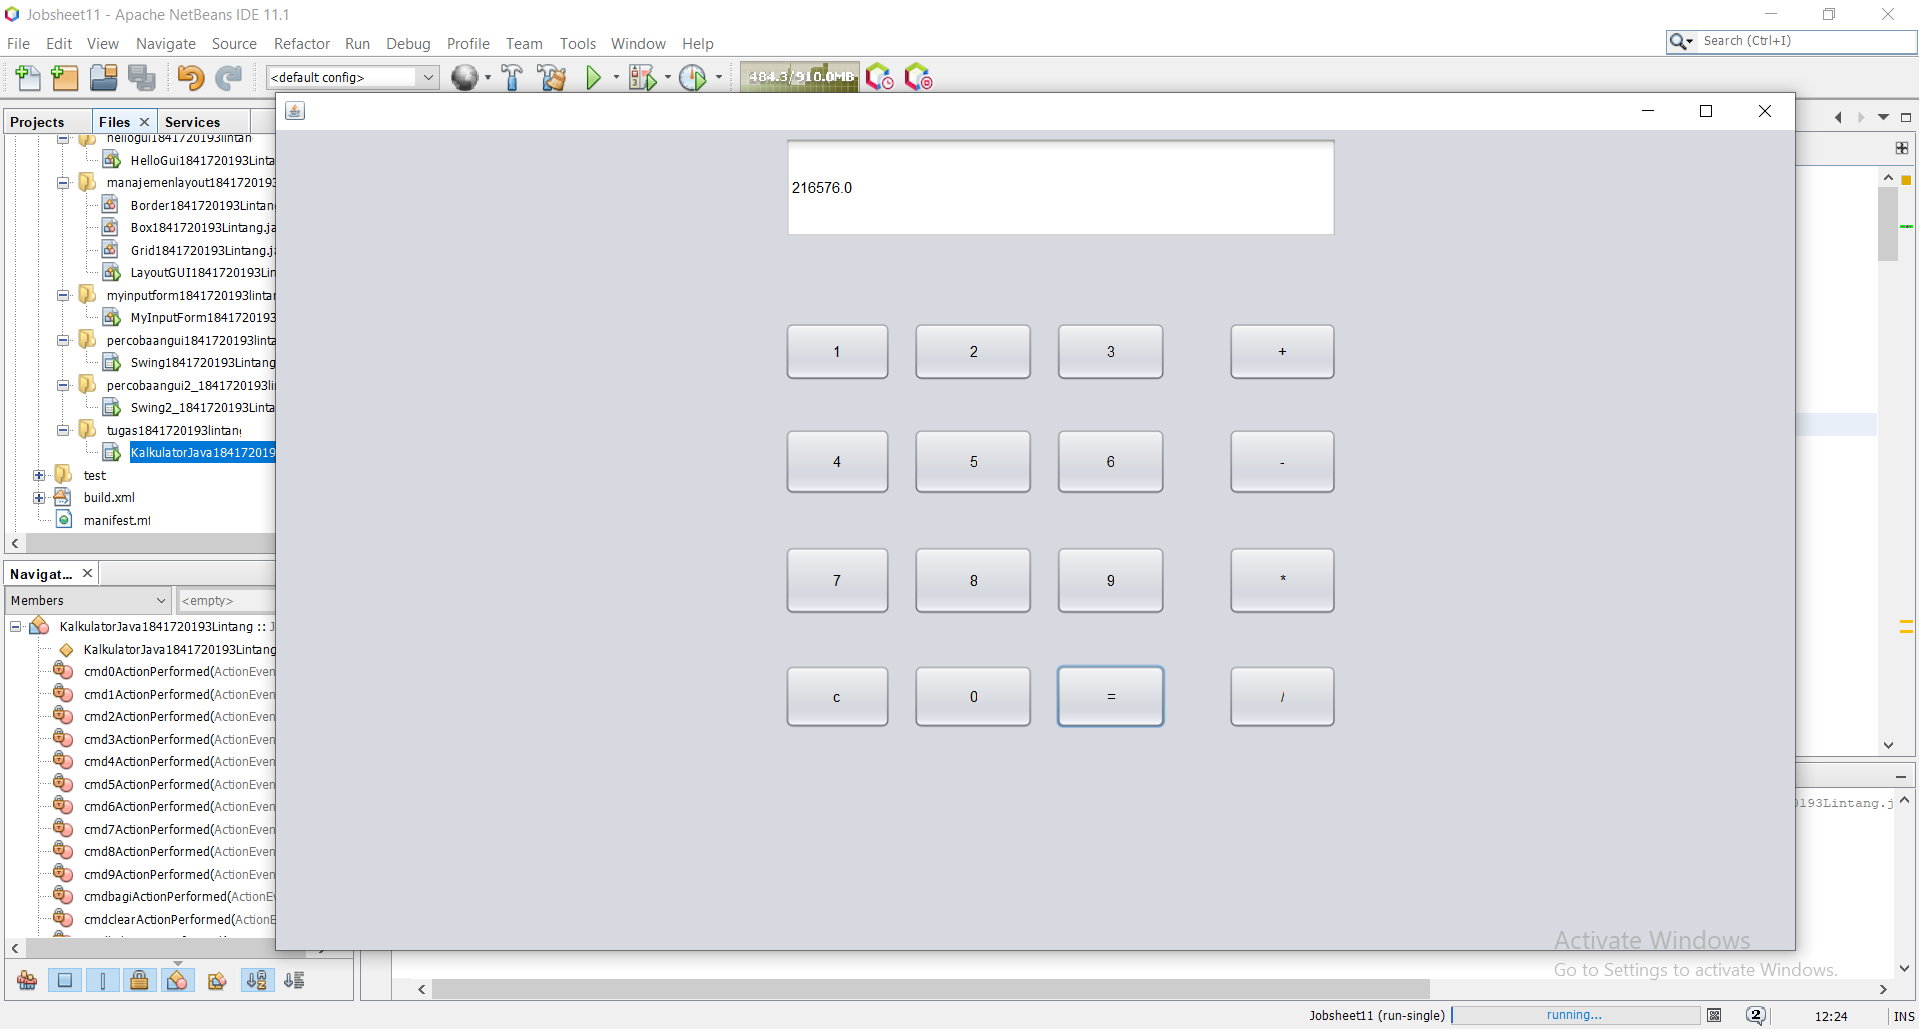 Jobsheet11 - Apache NetBeans IDE 11.1
File Edit View Navigate Source Refactor Run Debug Profile Team Tools Window Help
Search (Ctrl+I)
<default config>
484.3/910.0MB
Projects Files Services
hellogui1841720193lintan
HelloGui1841720193Linta
manajemenlayout1841720193
Border1841720193Lintan
Box1841720193Lintang.ja
Grid1841720193Lintang.j
LayoutGUI1841720193Lin
myinputform1841720193linta
MyInputForm1841720193
percobaangui1841720193linta
Swing1841720193Lintang
percobaangui2_1841720193li
Swing2_1841720193Linta
tugas1841720193lintang
KalkulatorJava184172019
test
build.xml
manifest.mf
Navigat...
Members
<empty>
KalkulatorJava1841720193Lintang :: J
KalkulatorJava1841720193Lintang
cmd0ActionPerformed(ActionEven
cmd1ActionPerformed(ActionEven
cmd2ActionPerformed(ActionEven
cmd3ActionPerformed(ActionEven
cmd4ActionPerformed(ActionEven
cmd5ActionPerformed(ActionEven
cmd6ActionPerformed(ActionEven
cmd7ActionPerformed(ActionEven
cmd8ActionPerformed(ActionEven
cmd9ActionPerformed(ActionEven
cmdbagiActionPerformed(ActionE
cmdclearActionPerformed(ActionE
216576.0
1 2 3 +
4 5 6 -
7 8 9 *
c 0 = /
0193Lintang.j
Activate Windows
Go to Settings to activate Windows.
Jobsheet11 (run-single)
running...
2
12:24
INS